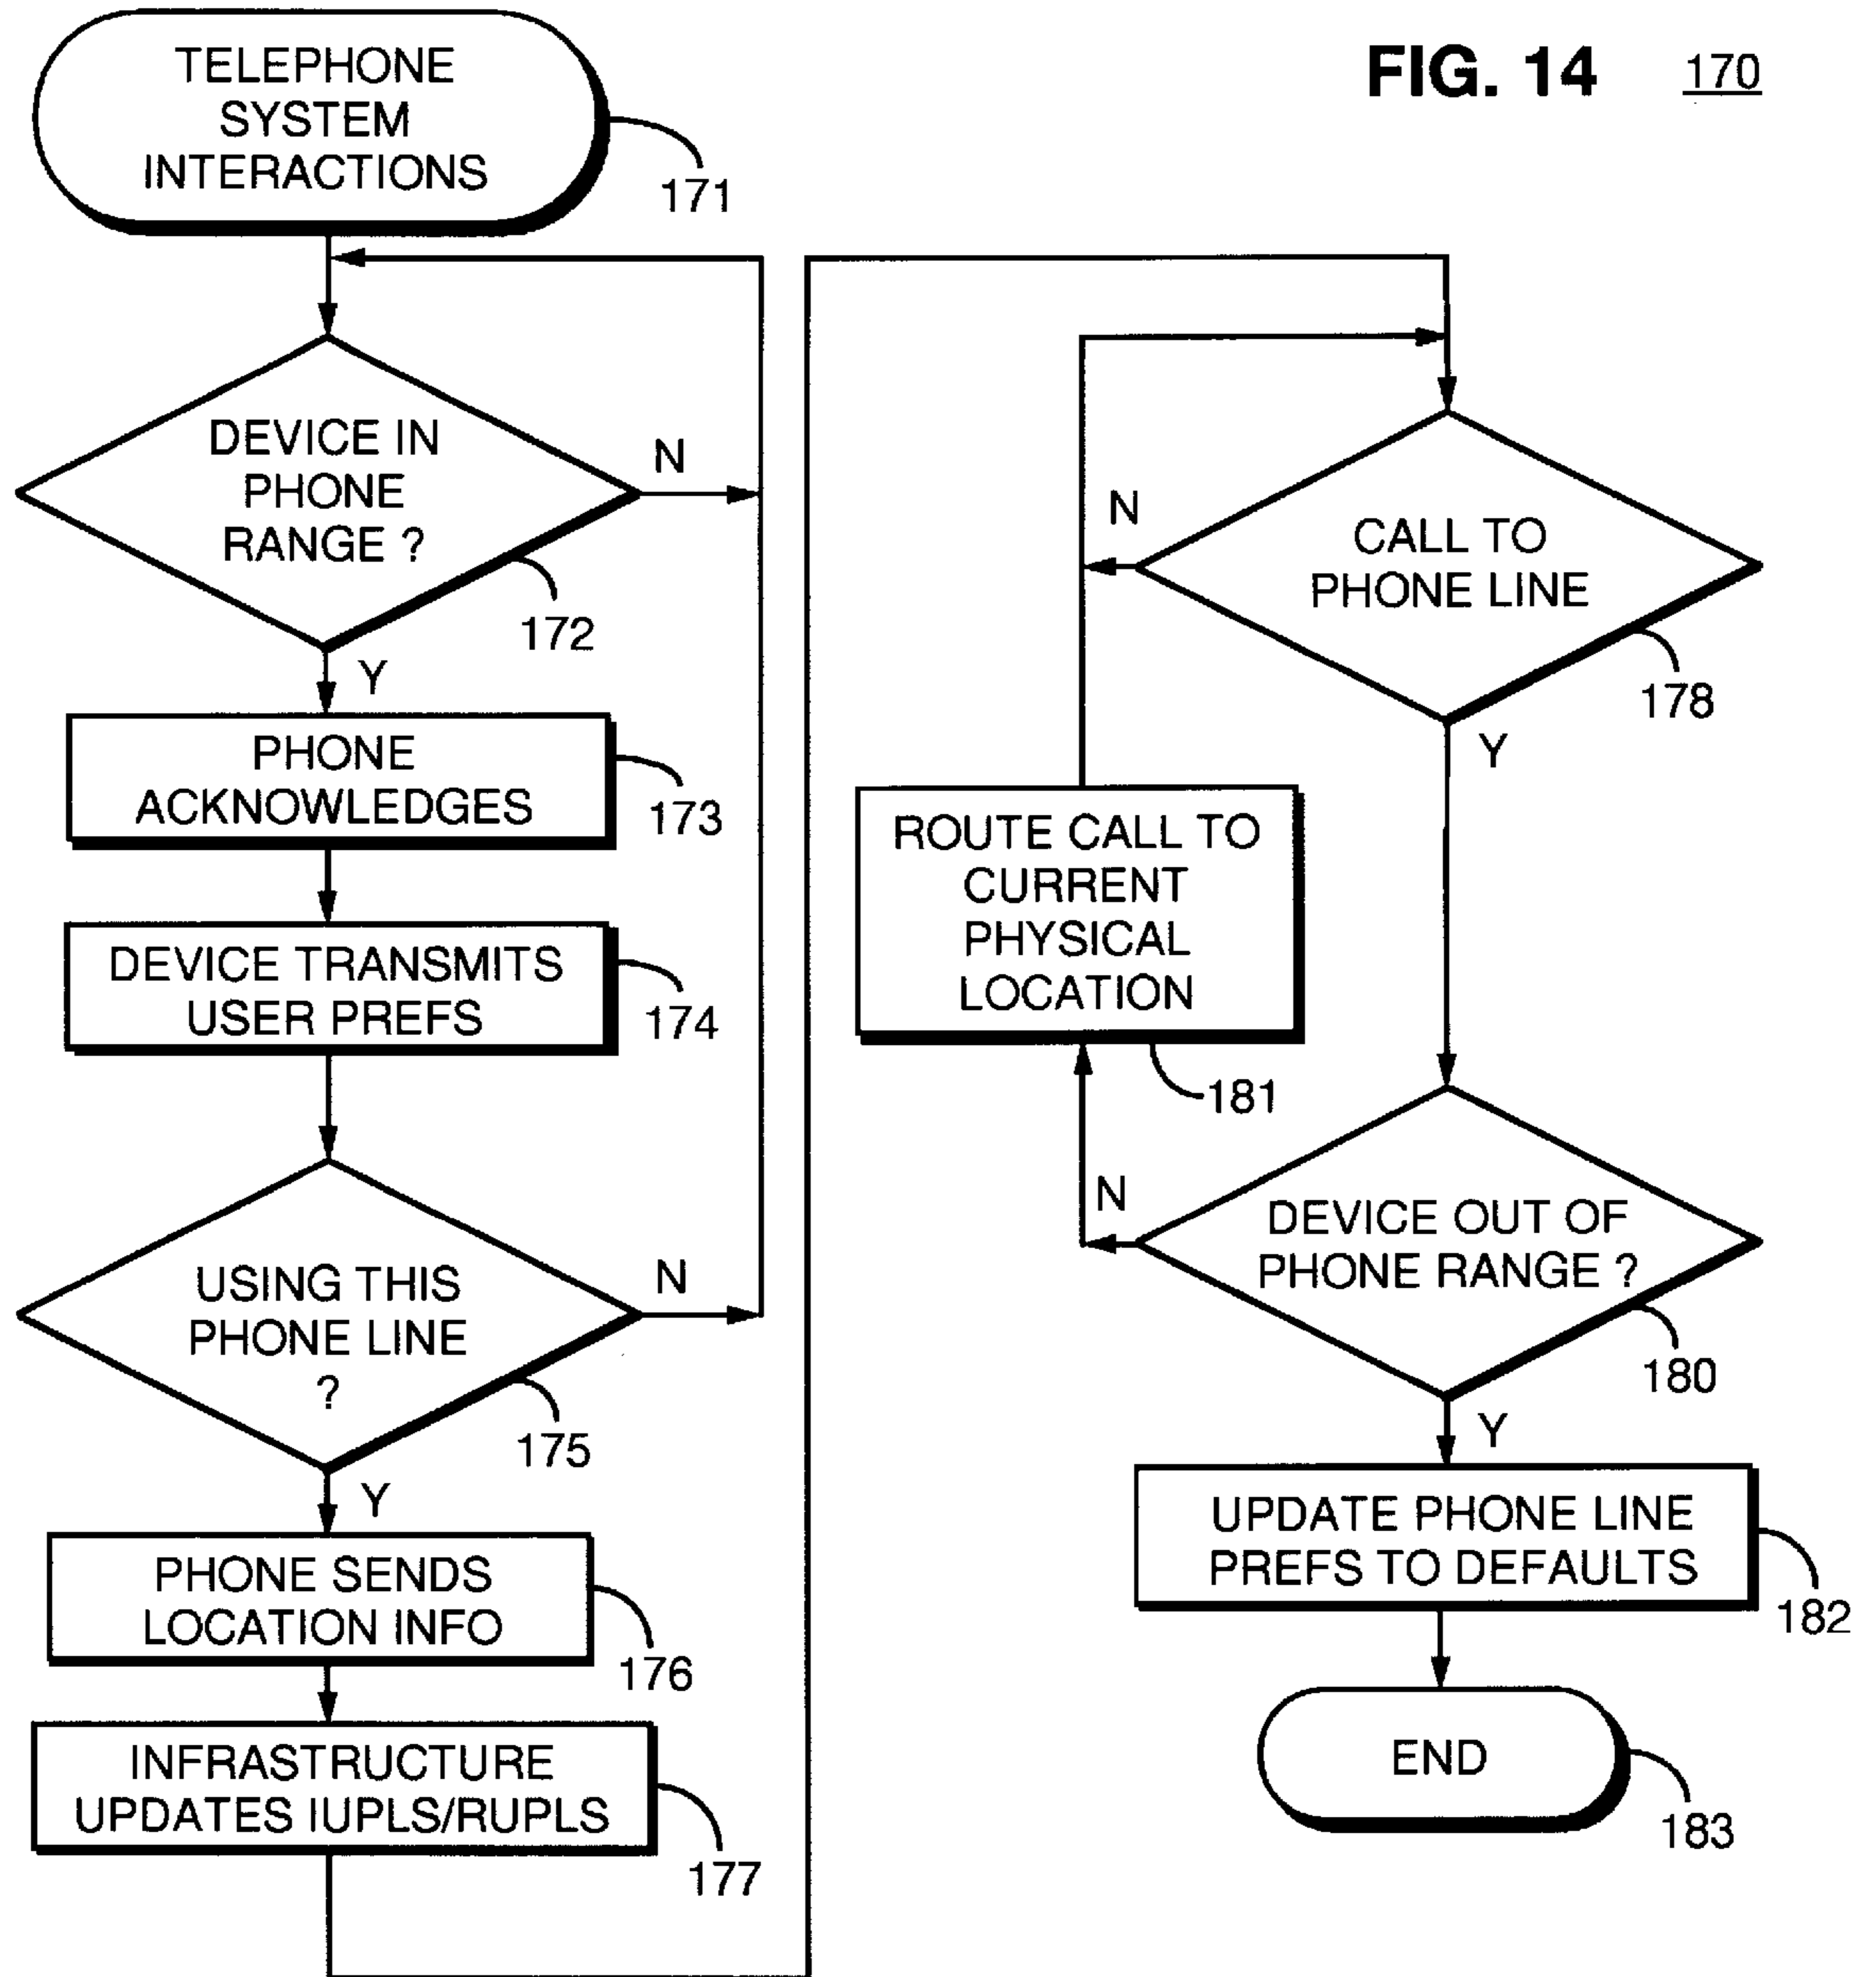 FIG. 14 170
TELEPHONE
SYSTEM
INTERACTIONS
171
DEVICE IN
PHONE
RANGE ?
N
172
Y
PHONE
ACKNOWLEDGES
173
DEVICE TRANSMITS
USER PREFS
174
USING THIS
PHONE LINE
?
N
175
Y
PHONE SENDS
LOCATION INFO
176
INFRASTRUCTURE
UPDATES IUPLS/RUPLS
177
CALL TO
PHONE LINE
N
178
Y
ROUTE CALL TO
CURRENT
PHYSICAL
LOCATION
181
DEVICE OUT OF
PHONE RANGE ?
N
180
Y
UPDATE PHONE LINE
PREFS TO DEFAULTS
182
END
183